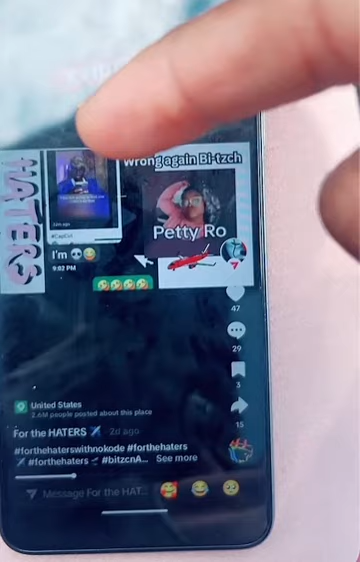 HATERS
wrong again Bi-tzch
Petty Ro
#CapCut
I'm 💀😂
9:02 PM
🤣🤣🤣🤣
47
29
3
15
United States
2.6M people posted about this place
For the HATERS ✈️ · 2d ago
#forthehaterswithnokode #forthehaters
✈️ #forthehaters #bitzcnA... See more
Message For the HAT...